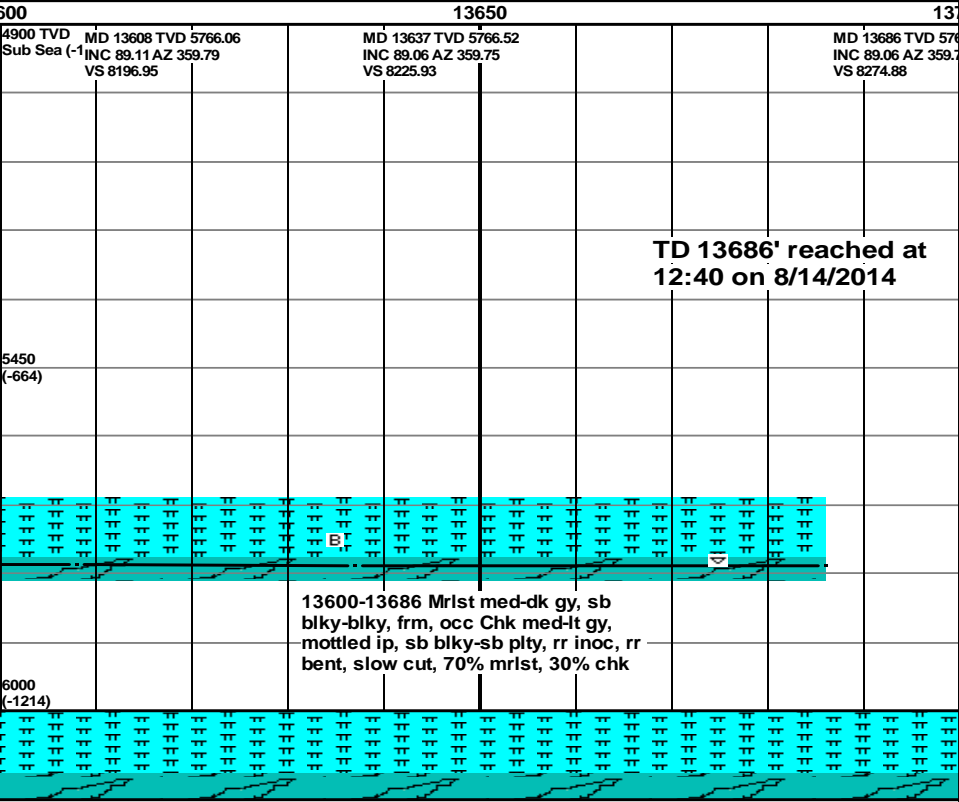 13650
4900 TVD
Sub Sea (-1
MD 13608 TVD 5766.06
INC 89.11 AZ 359.79
VS 8196.95
MD 13637 TVD 5766.52
INC 89.06 AZ 359.75
VS 8225.93
MD 13686 TVD 576
INC 89.06 AZ 359.7
VS 8274.88
TD 13686' reached at
12:40 on 8/14/2014
5450
(-664)
B
13600-13686 Mrlst med-dk gy, sb
blky-blky, frm, occ Chk med-lt gy,
mottled ip, sb blky-sb plty, rr inoc, rr
bent, slow cut, 70% mrlst, 30% chk
6000
(-1214)